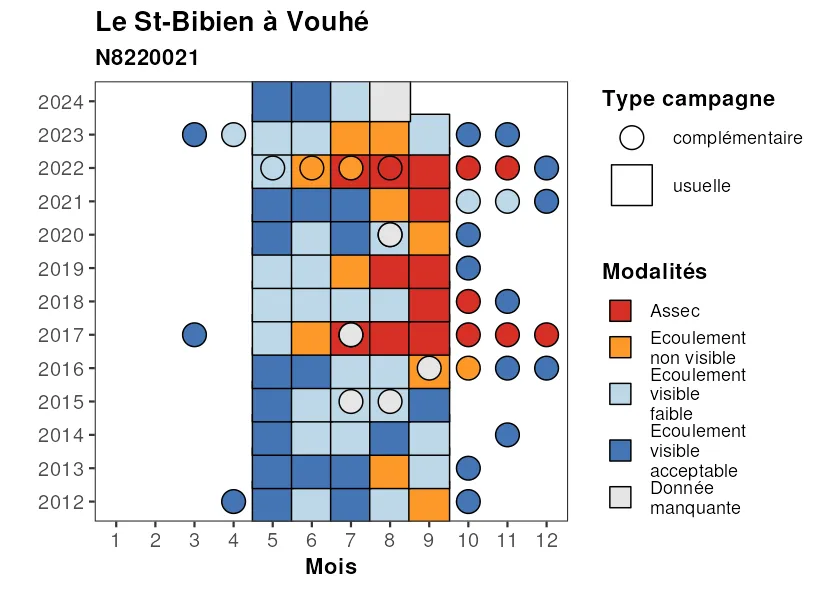 Le St-Bibien à Vouhé
N8220021
2024
2023
2022
2021
2020
2019
2018
2017
2016
2015
2014
2013
2012
1 2 3 4 5 6 7 8 9 10 11 12
Mois
Type campagne
complémentaire
usuelle
Modalités
Assec
Ecoulement
non visible
Ecoulement
visible
faible
Ecoulement
visible
acceptable
Donnée
manquante